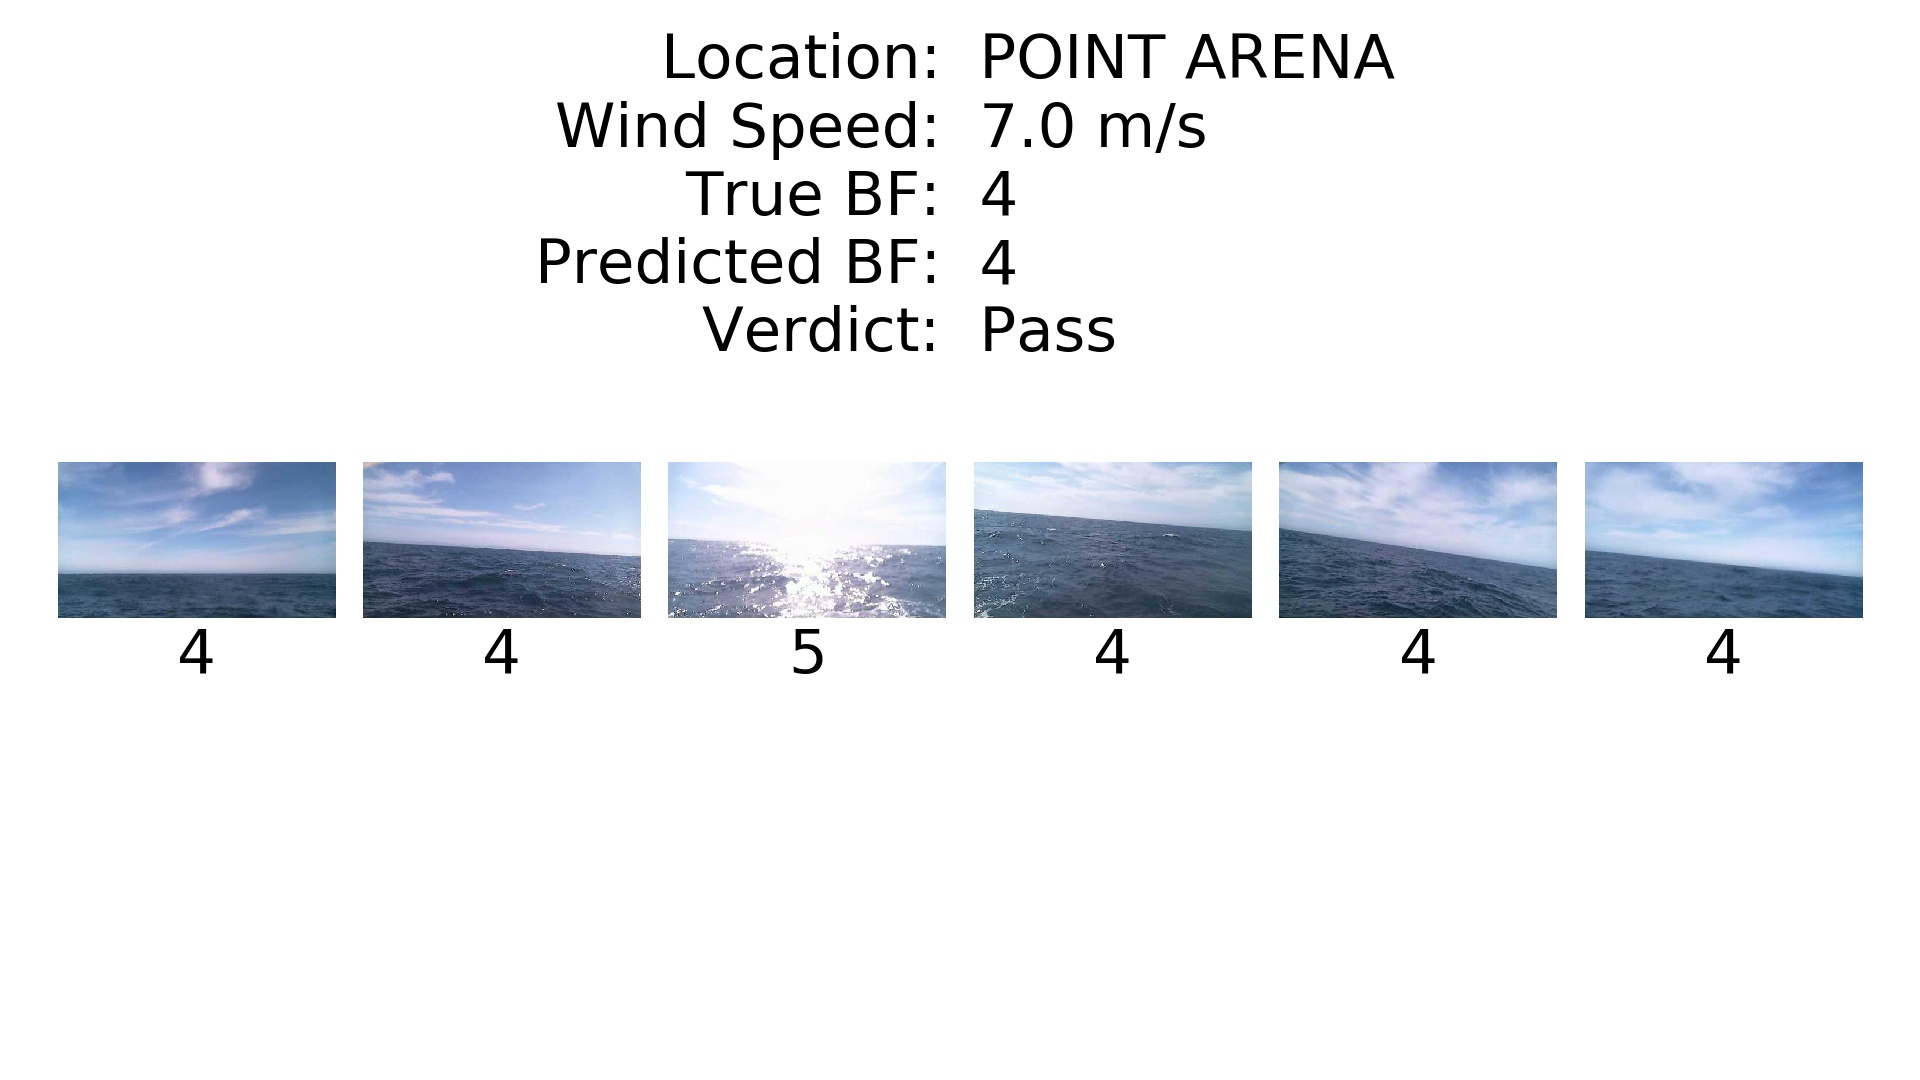 Location: POINT ARENA
Wind Speed: 7.0 m/s
True BF: 4
Predicted BF: 4
Verdict: Pass
4 4 5 4 4 4